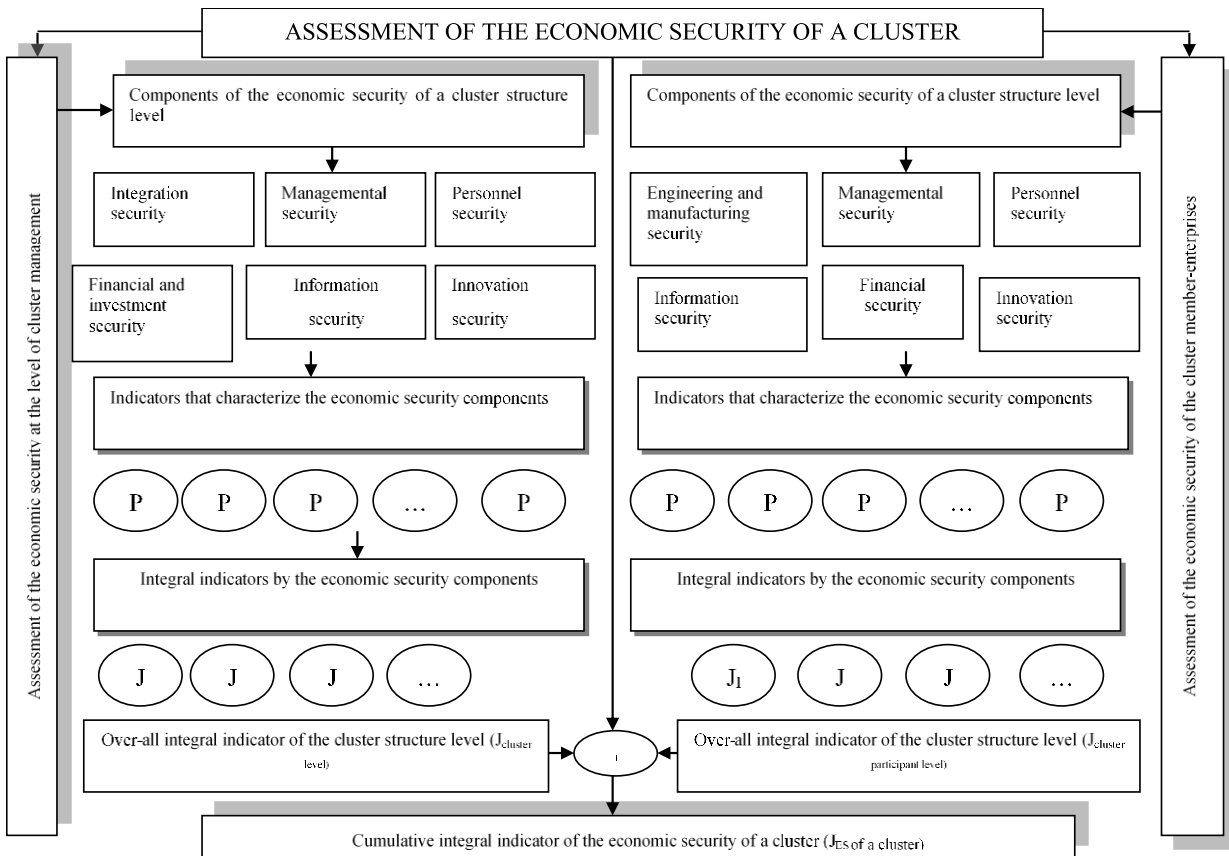 ASSESSMENT OF THE ECONOMIC SECURITY OF A CLUSTER
Assessment of the economic security at the level of cluster management
Components of the economic security of a cluster structure
level
Integration
security
Managemental
security
Personnel
security
Financial and
investment
security
Information
security
Innovation
security
Indicators that characterize the economic security components
P P P … P
Integral indicators by the economic security components
J J J …
Over-all integral indicator of the cluster structure level (Jcluster
level)
Components of the economic security of a cluster structure level
Engineering and
manufacturing
security
Managemental
security
Personnel
security
Information
security
Financial
security
Innovation
security
Indicators that characterize the economic security components
P P P … P
Integral indicators by the economic security components
JI J J …
Over-all integral indicator of the cluster structure level (Jcluster
participant level)
Assessment of the economic security of the cluster member-enterprises
Cumulative integral indicator of the economic security of a cluster (JES of a cluster)